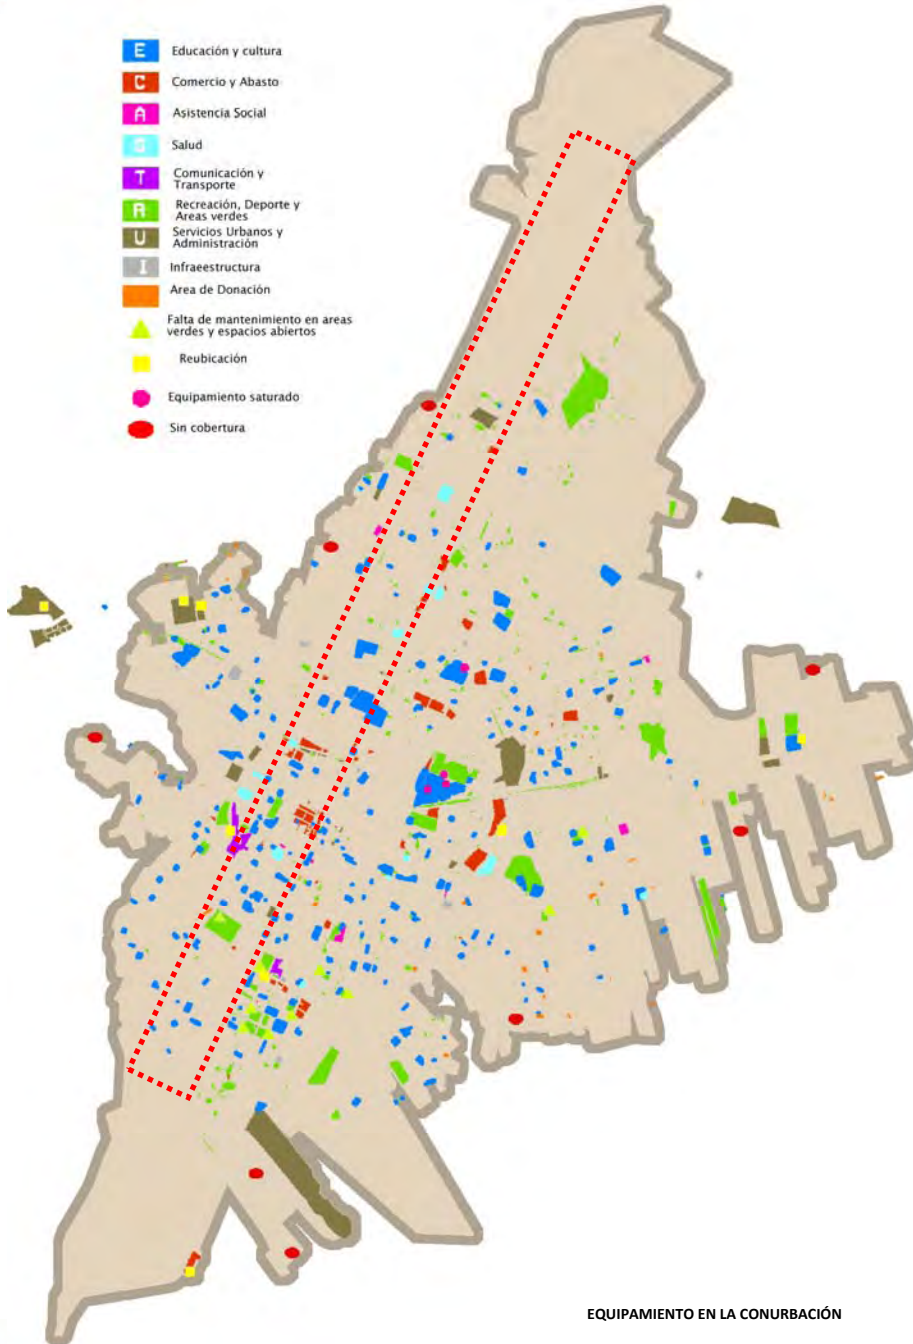 E Educación y cultura
C Comercio y Abasto
A Asistencia Social
S Salud
T Comunicación y
Transporte
R Recreación, Deporte y
Areas verdes
U Servicios Urbanos y
Administración
I Infraeestructura
Area de Donación
Falta de mantenimiento en areas
verdes y espacios abiertos
Reubicación
Equipamiento saturado
Sin cobertura
EQUIPAMIENTO EN LA CONURBACIÓN